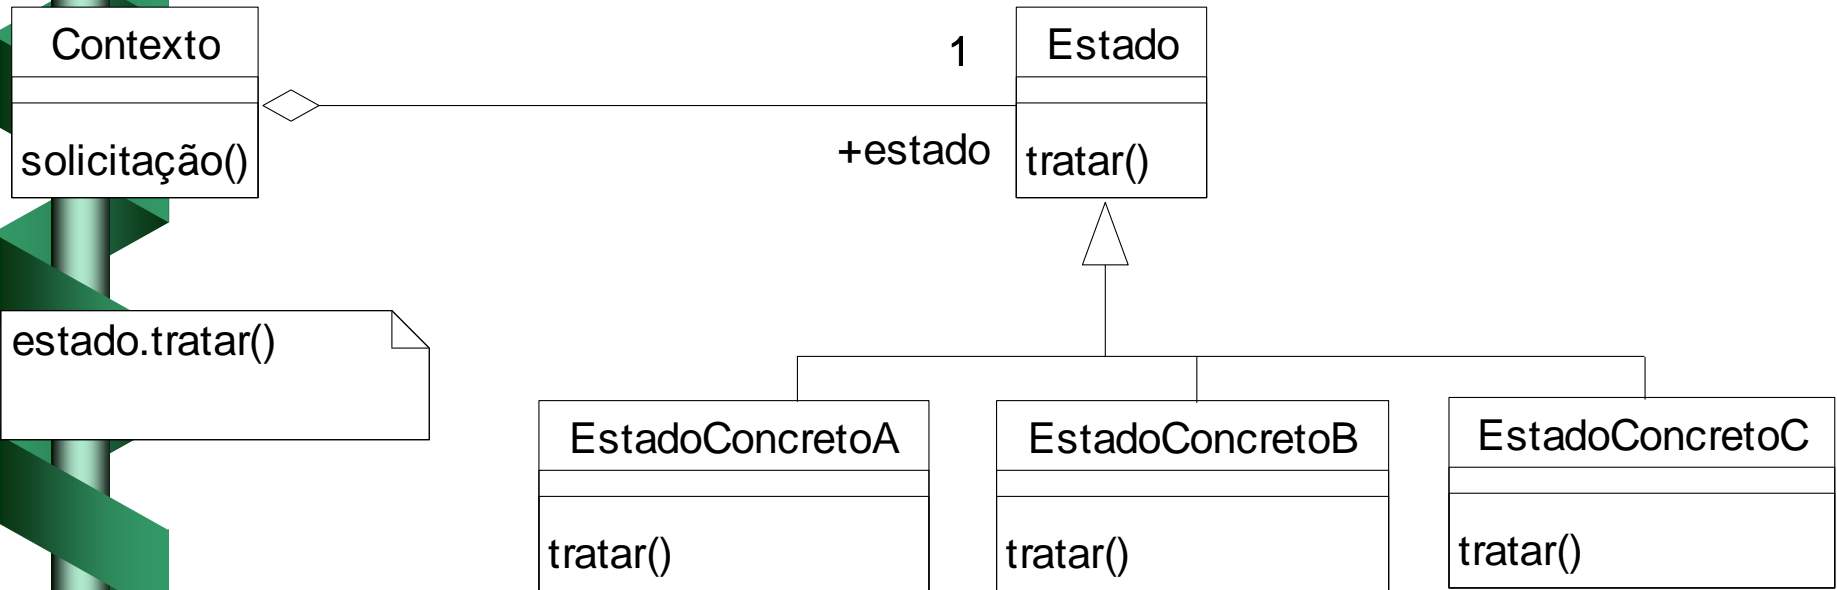 Contexto
solicitação()
1
+estado
Estado
tratar()
estado.tratar()
EstadoConcretoA
tratar()
EstadoConcretoB
tratar()
EstadoConcretoC
tratar()